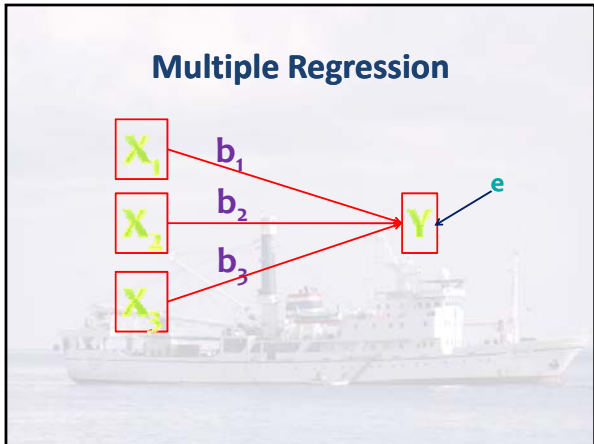 Multiple Regression
X₁
b₁
X₂
b₂
X₃
b₃
Y
e